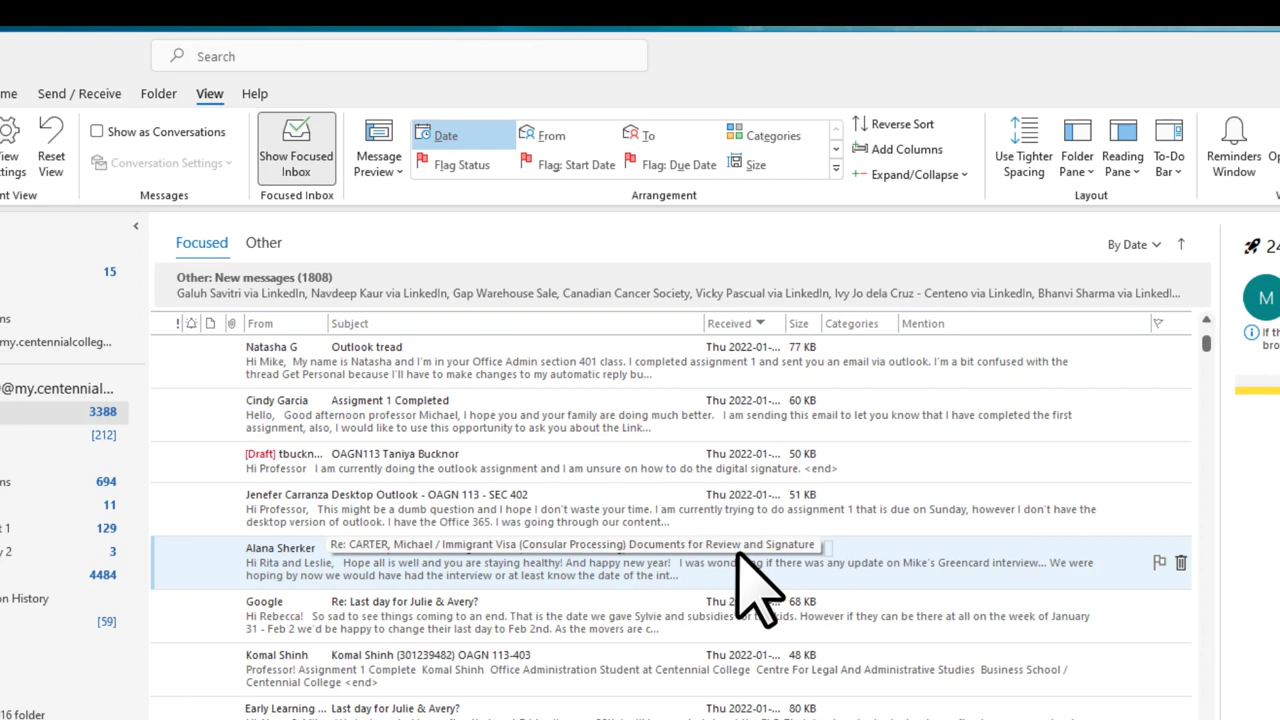 Search
me Send / Receive Folder View Help
View
ttings
Reset
View
nt View
Show as Conversations
Conversation Settings
Messages
Show Focused
Inbox
Focused Inbox
Message
Preview
Date From To Categories
Flag Status Flag: Start Date Flag: Due Date Size
Arrangement
Reverse Sort
Add Columns
Expand/Collapse
Use Tighter
Spacing
Folder
Pane
Reading
Pane
To-Do
Bar
Layout
Reminders
Window
Op
Focused Other
By Date
Other: New messages (1808)
Galuh Savitri via LinkedIn, Navdeep Kaur via LinkedIn, Gap Warehouse Sale, Canadian Cancer Society, Vicky Pascual via LinkedIn, Ivy Jo dela Cruz - Centeno via LinkedIn, Bhanvi Sharma via Linkedl...
From Subject Received Size Categories Mention
Natasha G Outlook tread Thu 2022-01-... 77 KB
Hi Mike, My name is Natasha and I'm in your Office Admin section 401 class. I completed assignment 1 and sent you an email via outlook. I'm a bit confused with the
thread Get Personal because I'll have to make changes to my automatic reply bu...
Cindy Garcia Assigment 1 Completed Thu 2022-01-... 60 KB
Hello, Good afternoon professor Michael, I hope you and your family are doing much better. I am sending this email to let you know that I have completed the first
assignment, also, I would like to use this opportunity to ask you about the Link...
[Draft] tbuckn... OAGN113 Taniya Bucknor Thu 2022-01-... 50 KB
Hi Professor I am currently doing the outlook assignment and I am unsure on how to do the digital signature. <end>
Jenefer Carranza Desktop Outlook - OAGN 113 - SEC 402 Thu 2022-01-... 51 KB
Hi Professor, This might be a dumb question and I hope I don't waste your time. I am currently trying to do assignment 1 that is due on Sunday, however I don't have the
desktop version of outlook. I have the Office 365. I was going through our content...
Alana Sherker Re: CARTER, Michael / Immigrant Visa (Consular Processing) Documents for Review and Signature
Hi Rita and Leslie, Hope all is well and you are staying healthy! And happy new year! I was if there was any update on Mike's Greencard interview... We were
hoping by now we would have had the interview or at least know the date of the int...
Google Re: Last day for Julie & Avery? Thu 2 68 KB
Hi Rebecca! So sad to see things coming to an end. That is the date we gave Sylvie and subsidies kids. However if they can be there at all on the week of January
31 - Feb 2 we'd be happy to change their last day to Feb 2nd. As the movers are c...
Komal Shinh Komal Shinh (301239482) OAGN 113-403 Thu 2022-01-... 48 KB
Professor! Assignment 1 Complete Komal Shinh Office Administration Student at Centennial College Centre For Legal And Administrative Studies Business School /
Centennial College <end>
Early Learning ... Last day for Julie & Avery? Thu 2022-01-...
15
ns
my.centennialcolleg...
@my.centennial...
3388
[212]
ms 694
11
t 1 129
y 2 3
4484
on History
[59]
016 folder
24
M
If th
bro